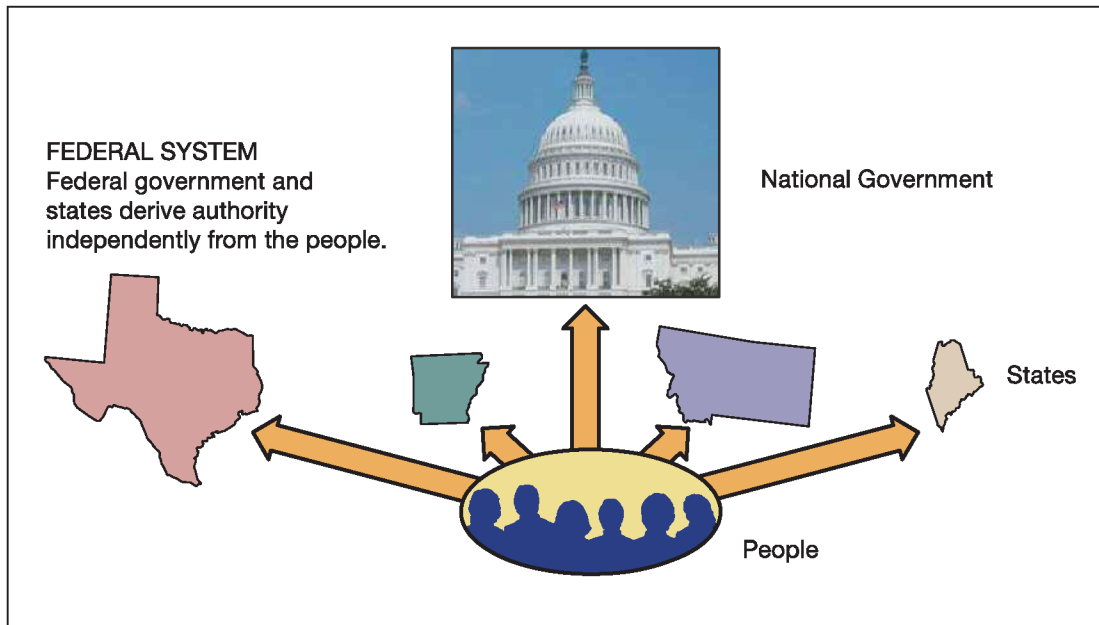 FEDERAL SYSTEM
Federal government and
states derive authority
independently from the people.
National Government
States
People